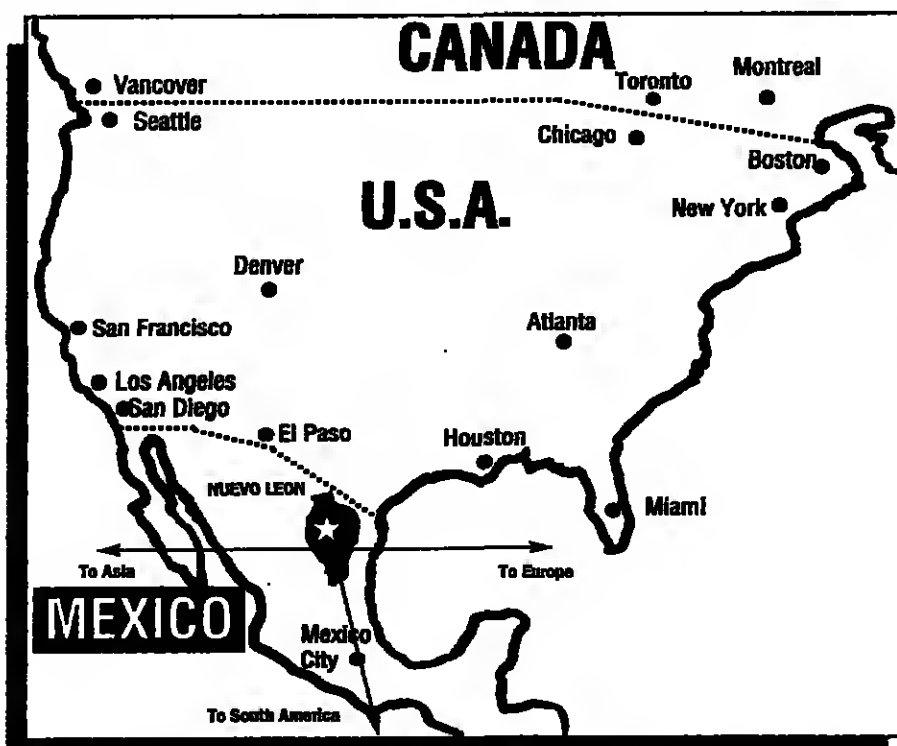 CANADA
Vancover
Toronto
Montreal
Seattle
Chicago
Boston
U.S.A.
New York
Denver
Atlanta
San Francisco
Los Angeles
San Diego
El Paso
Houston
NUEVO LEON
Miami
To Asia
To Europe
MEXICO
Mexico
City
To South America